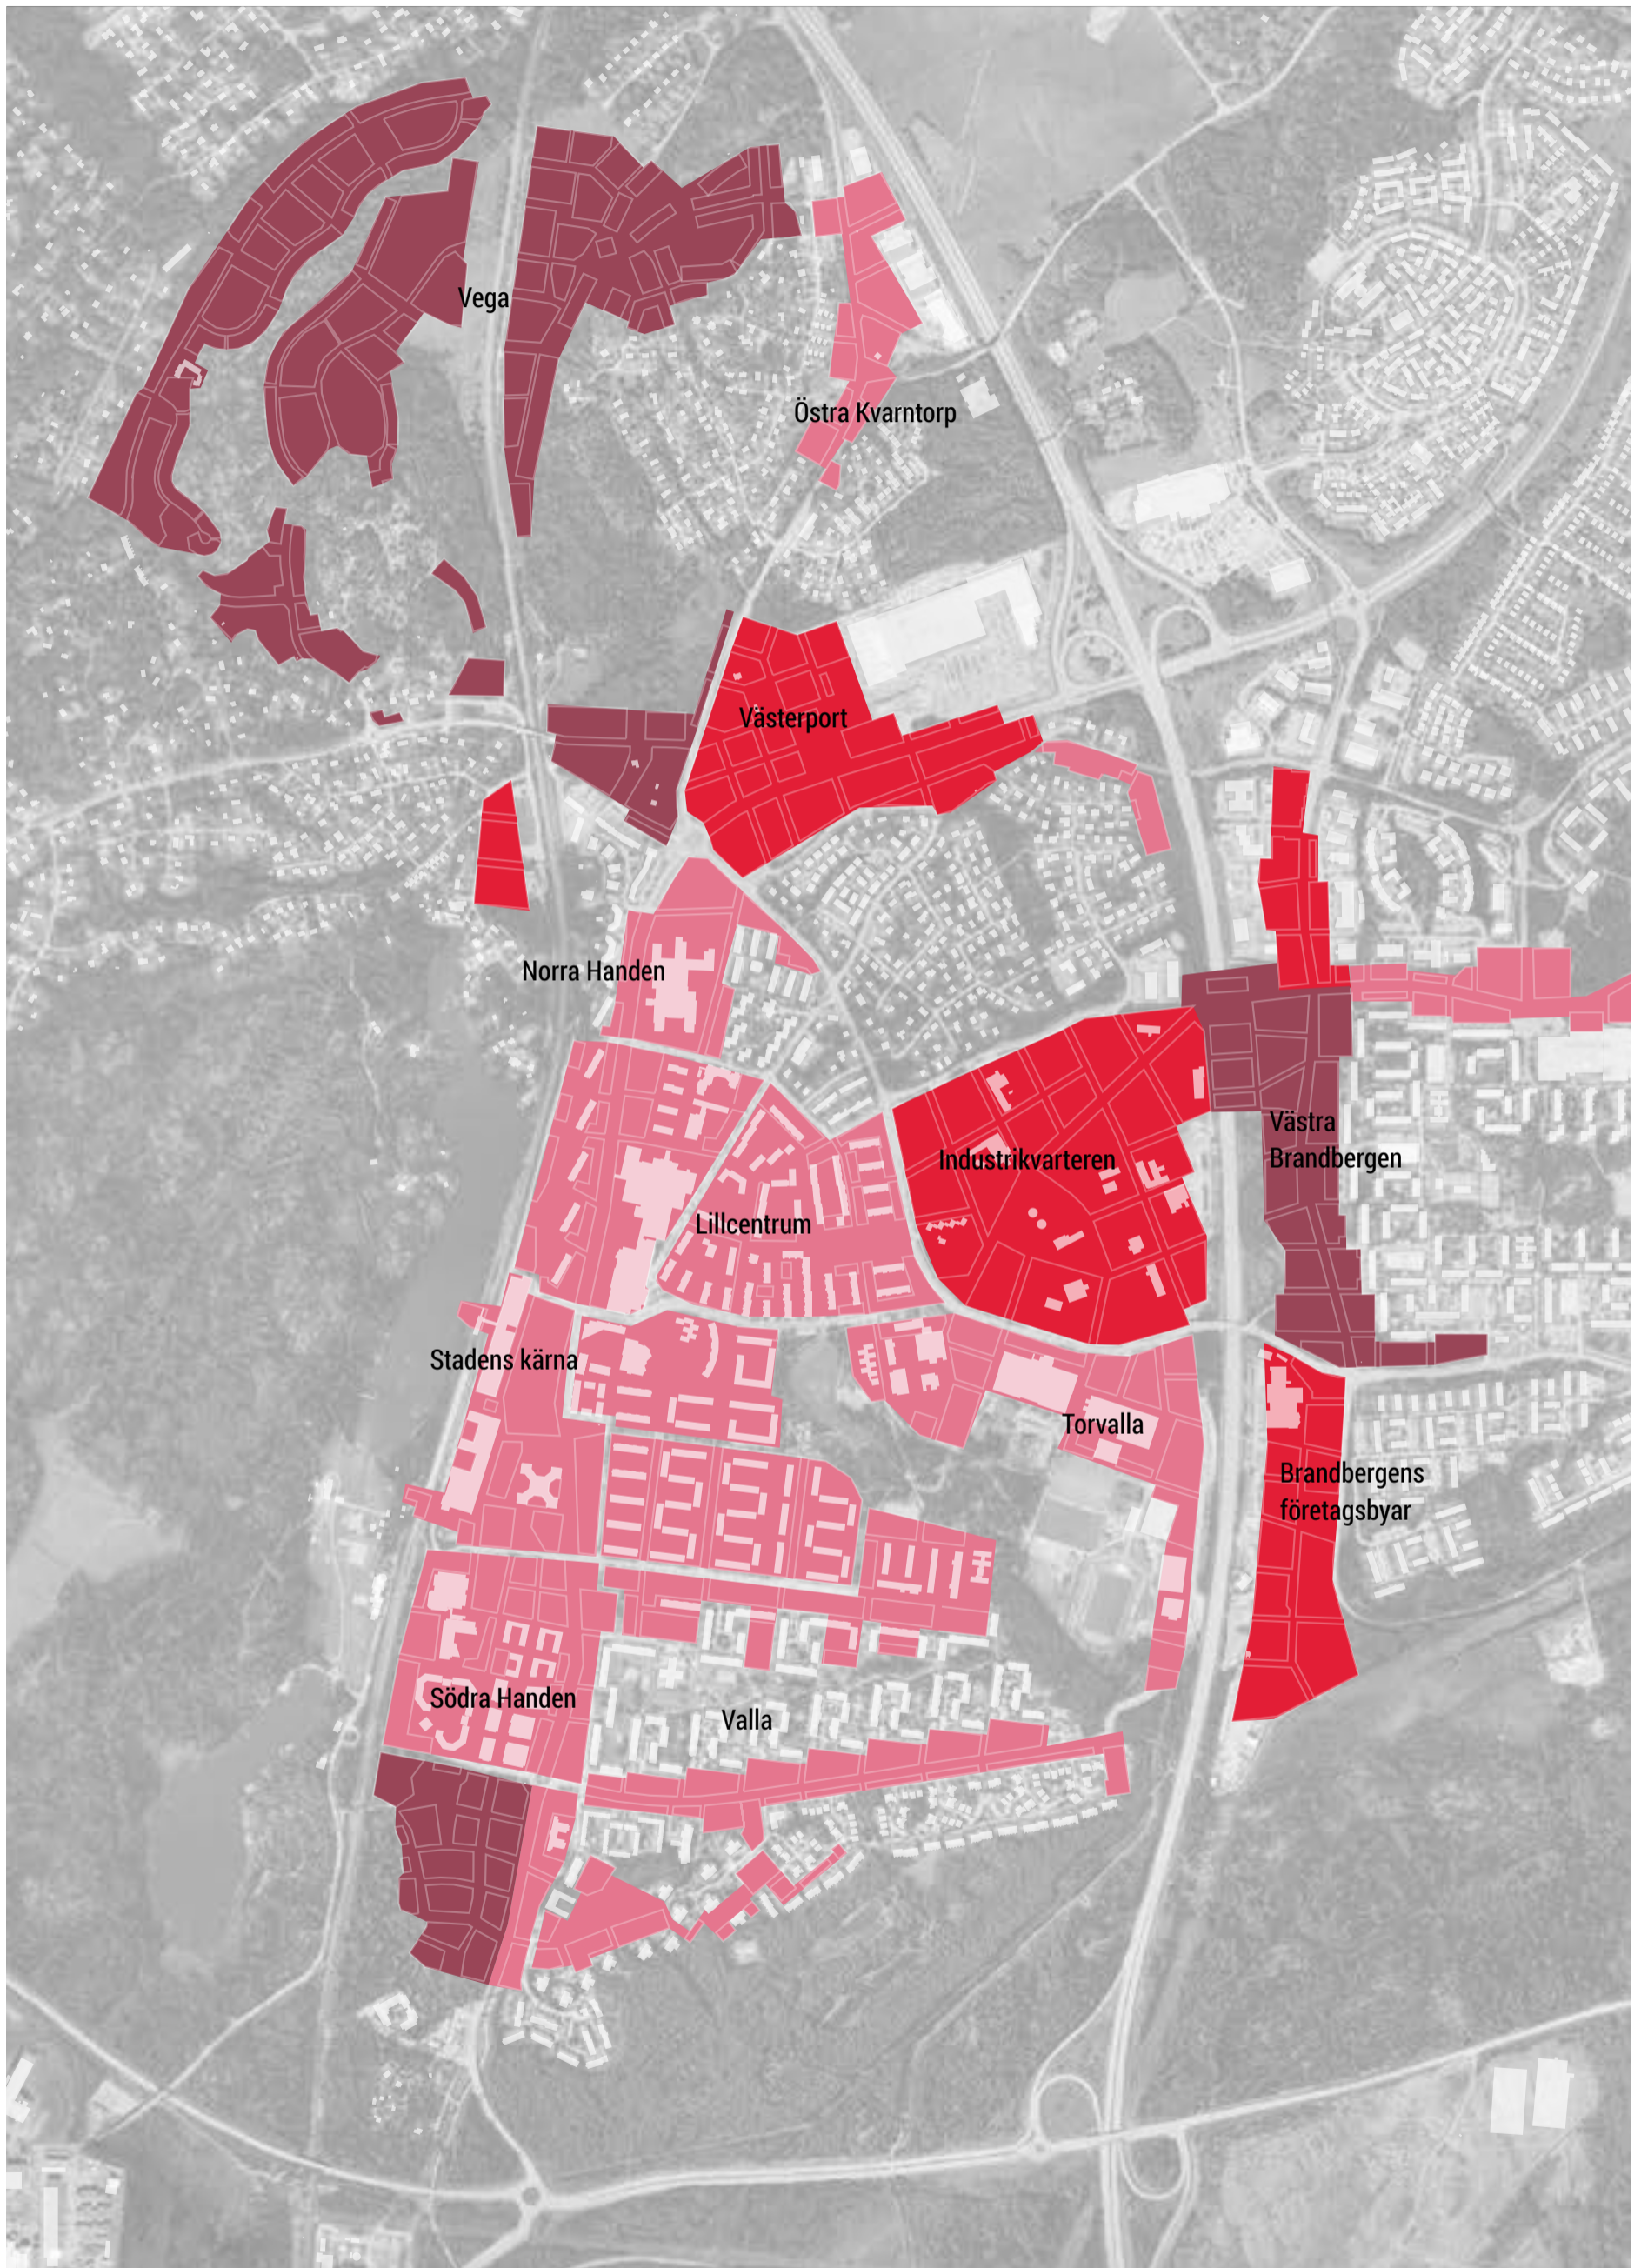 Vega
Östra Kvarntorp
Västerport
Norra Handen
Västra
Brandbergen
Industrikvarteren
Lillcentrum
Stadens kärna
Torvalla
Brandbergens
företagsbyar
Södra Handen
Valla